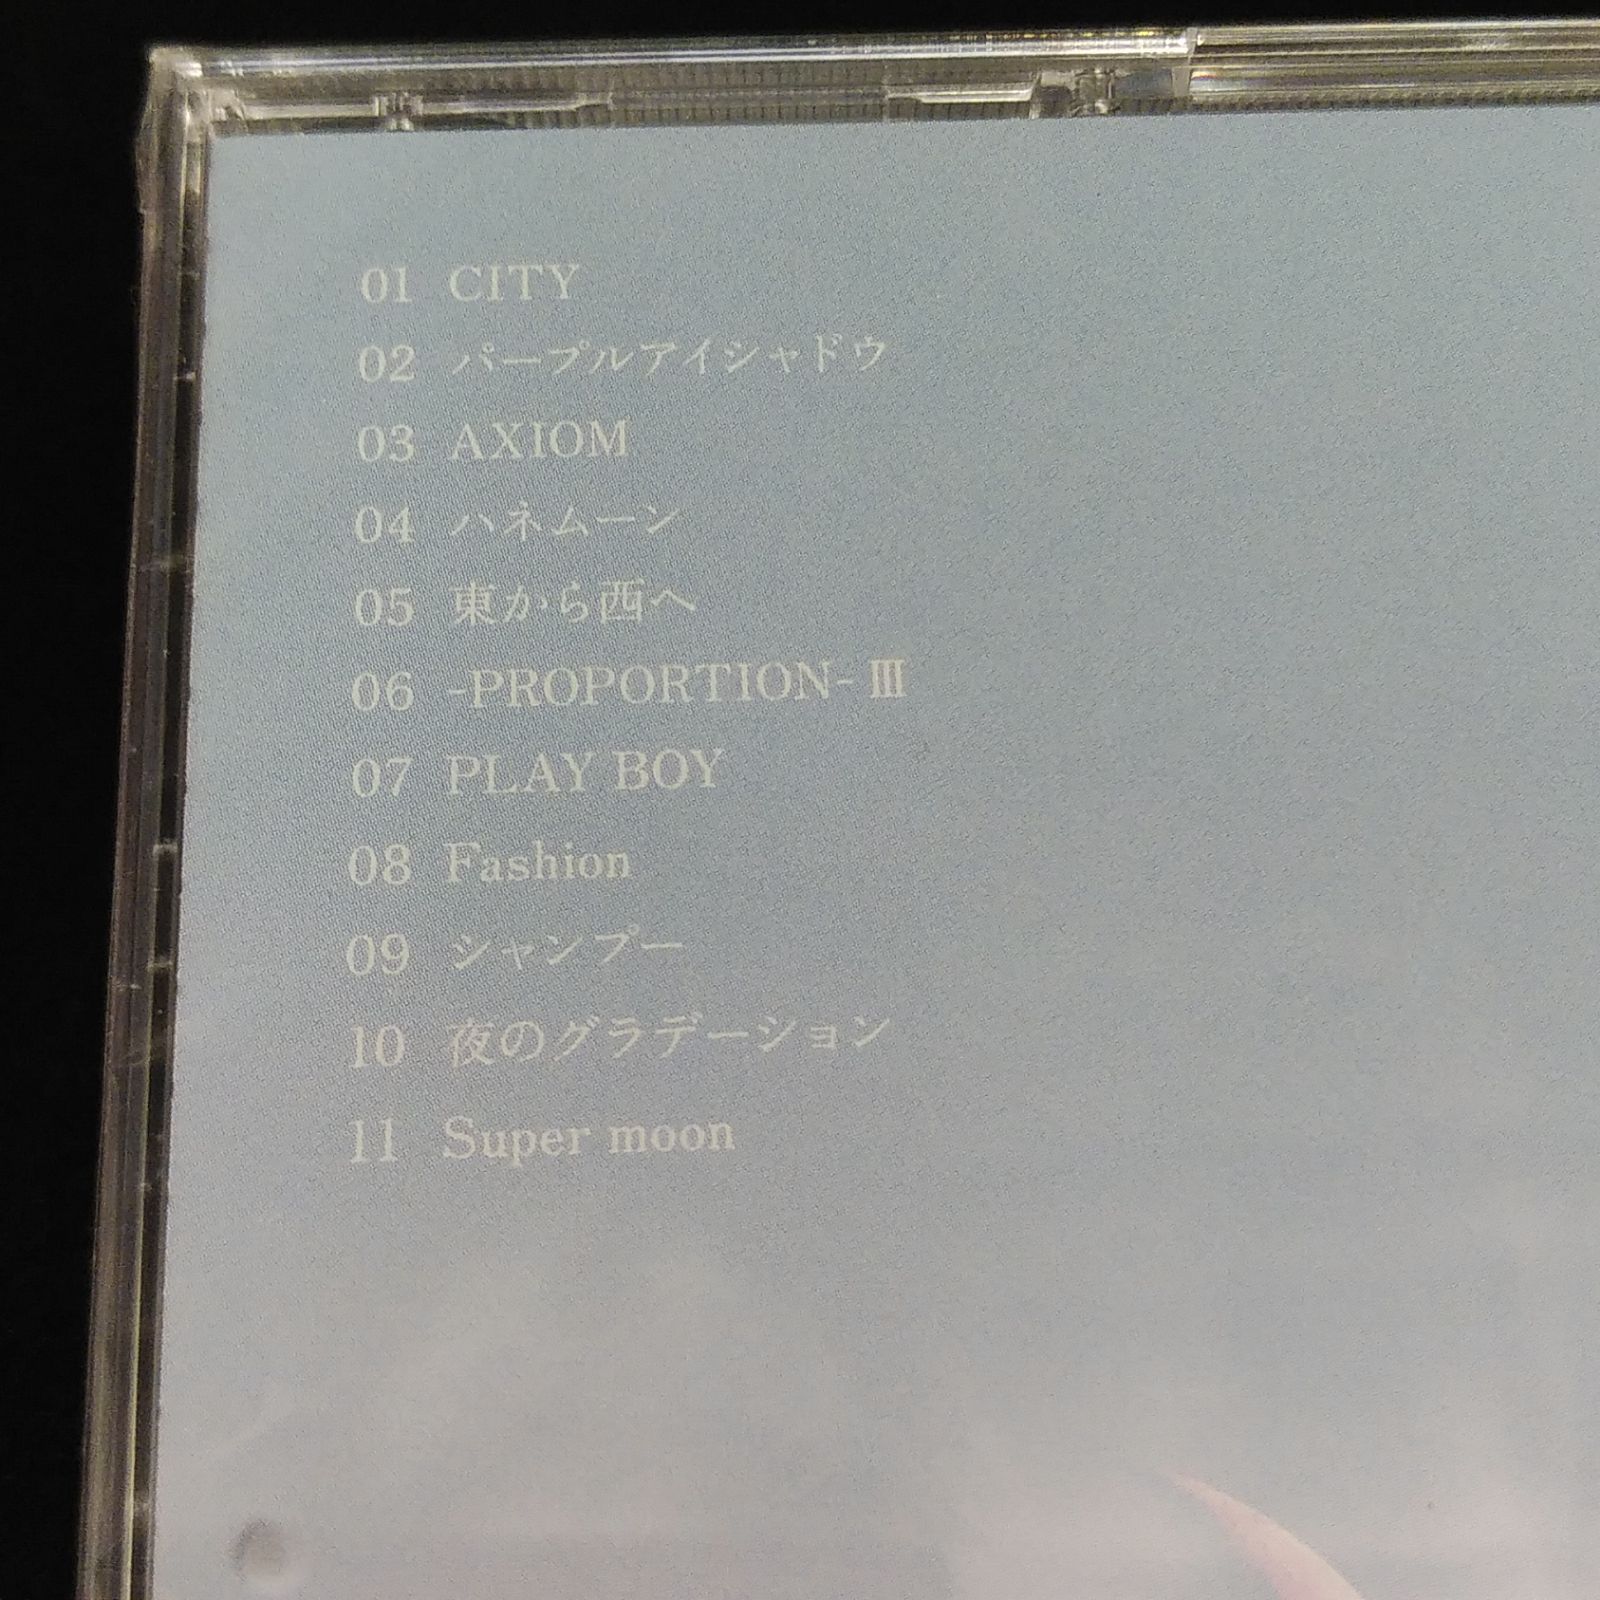 01 CITY
02 パープルアイシャドウ
03 AXIOM
04 ハネムーン
05 東から西へ
06 -PROPORTION- Ⅲ
07 PLAY BOY
08 Fashion
09 シャンプー
10 夜のグラデーション
11 Super moon